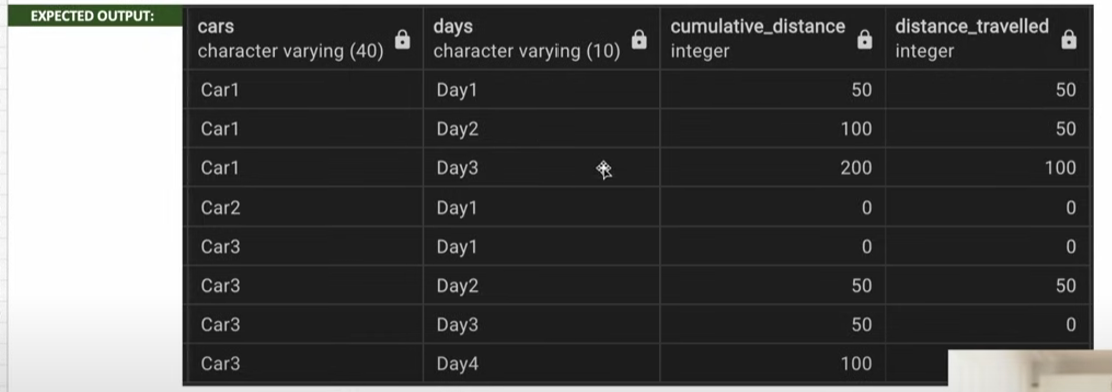 EXPECTED OUTPUT:
cars days cumulative_distance distance_travelled
character varying (40) character varying (10) integer integer
Car1 Day1 50 50
Car1 Day2 100 50
Car1 Day3 200 100
Car2 Day1 0 0
Car3 Day1 0 0
Car3 Day2 50 50
Car3 Day3 50 0
Car3 Day4 100